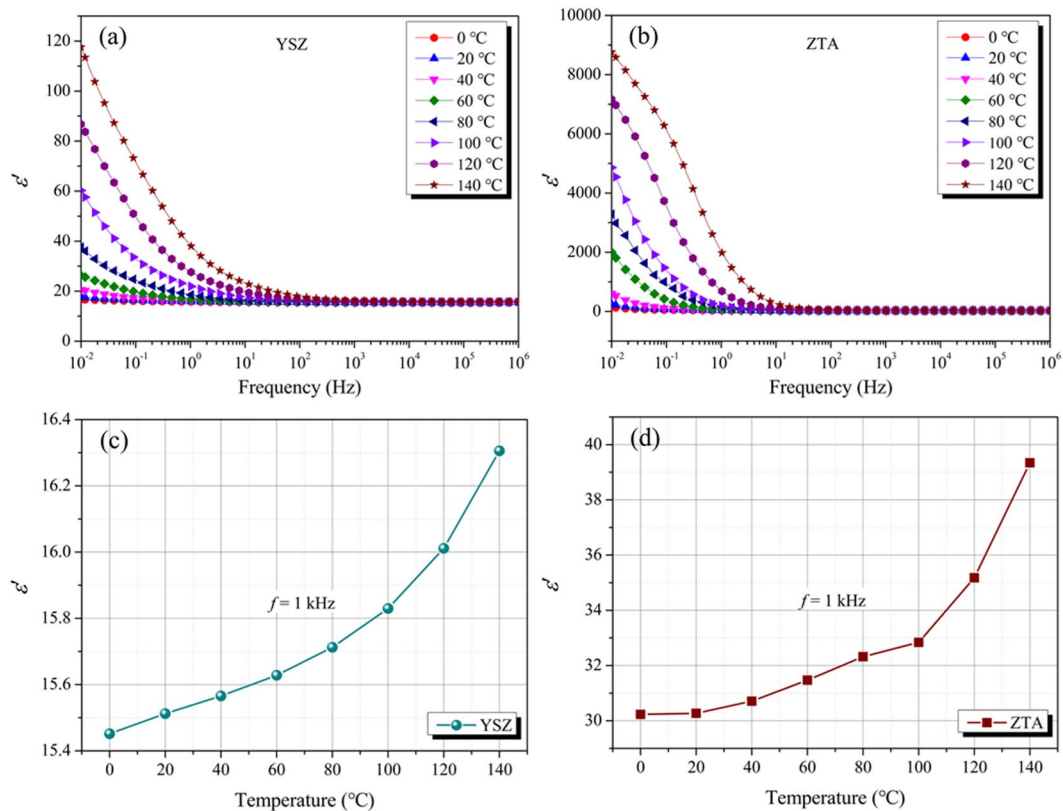 (a)
YSZ
0 ℃
20 ℃
40 ℃
60 ℃
80 ℃
100 ℃
120 ℃
140 ℃
120
100
80
60
40
20
0
ε'
10-2
10-1
100
101
102
103
104
105
106
Frequency (Hz)
(b)
ZTA
0 ℃
20 ℃
40 ℃
60 ℃
80 ℃
100 ℃
120 ℃
140 ℃
10000
8000
6000
4000
2000
0
ε'
10-2
10-1
100
101
102
103
104
105
106
Frequency (Hz)
(c)
16.4
16.2
16.0
15.8
15.6
15.4
ε'
f = 1 kHz
YSZ
0 20 40 60 80 100 120 140
Temperature (℃)
(d)
40
38
36
34
32
30
ε'
f = 1 kHz
ZTA
0 20 40 60 80 100 120 140
Temperature (℃)